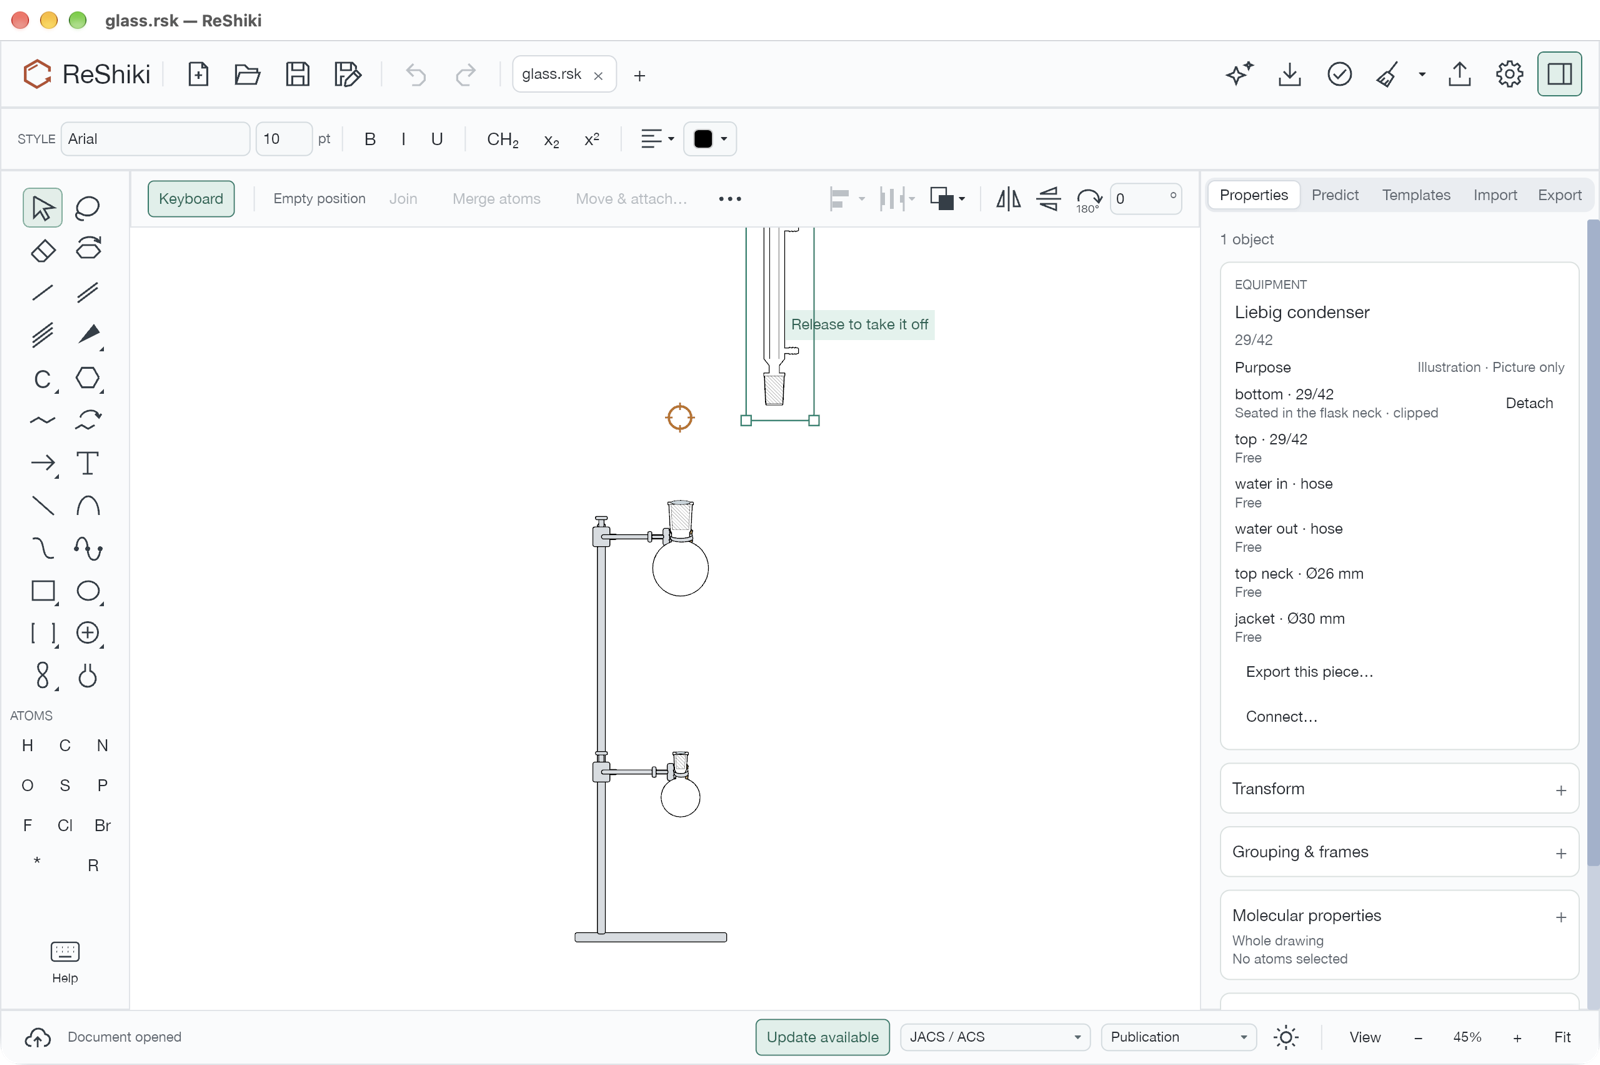 glass.rsk — ReShiki
ReShiki
glass.rsk
STYLE Arial 10 pt B I U CH₂ x₂ x²
Keyboard Empty position Join Merge atoms Move & attach... 180° 0 °
Properties Predict Templates Import Export
1 object
EQUIPMENT
Liebig condenser
29/42
Purpose Illustration · Picture only
bottom · 29/42
Seated in the flask neck · clipped
Detach
top · 29/42
Free
water in · hose
Free
water out · hose
Free
top neck · Ø26 mm
Free
jacket · Ø30 mm
Free
Export this piece...
Connect...
Transform +
Grouping & frames +
Molecular properties +
Whole drawing
No atoms selected
Release to take it off
C
T
ATOMS
H C N
O S P
F Cl Br
* R
Help
Document opened
Update available
JACS / ACS
Publication
View − 45% + Fit